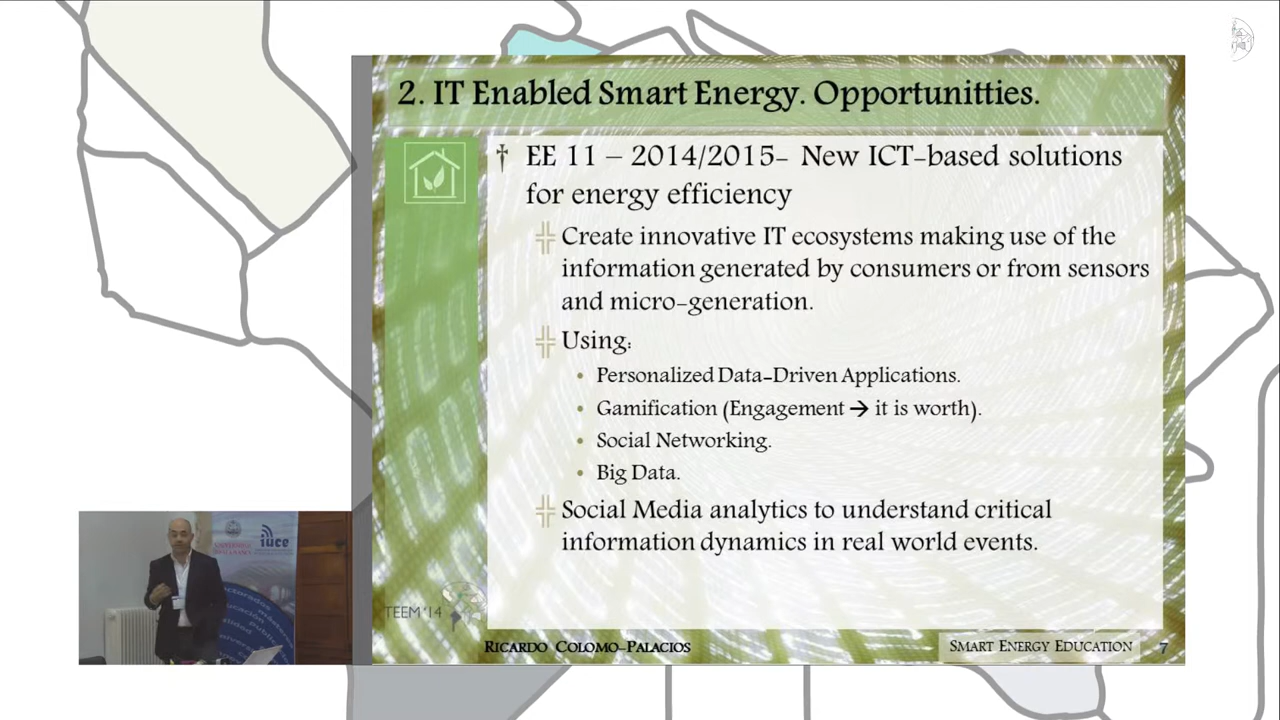 2. IT Enabled Smart Energy. Opportunitties.
† EE 11 – 2014/2015– New ICT-based solutions
for energy efficiency
Create innovative IT ecosystems making use of the
information generated by consumers or from sensors
and micro-generation.
Using:
• Personalized Data-Driven Applications.
• Gamification (Engagement → it is worth).
• Social Networking.
• Big Data.
Social Media analytics to understand critical
information dynamics in real world events.
TEEM'14
RICARDO COLOMO-PALACIOS
SMART ENERGY EDUCATION 7
iuce